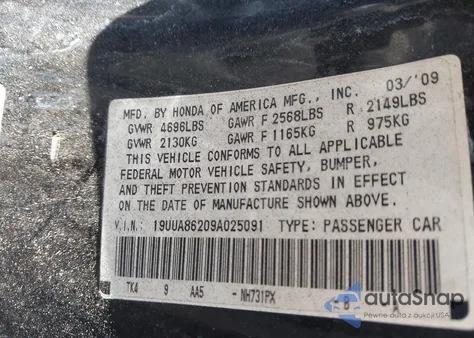 MFD. BY HONDA OF AMERICA MFG., INC. 03/'09
GVWR 4696LBS GAWR F 2568LBS R 2149LBS
GVWR 2130KG GAWR F 1165KG R 975KG
THIS VEHICLE CONFORMS TO ALL APPLICABLE
FEDERAL MOTOR VEHICLE SAFETY, BUMPER,
AND THEFT PREVENTION STANDARDS IN EFFECT
ON THE DATE OF MANUFACTURE SHOWN ABOVE.
V.I.N.: 19UUA86209A025091 TYPE: PASSENGER CAR
TK4 9 AA5 -NH731PX -B
autoSnap